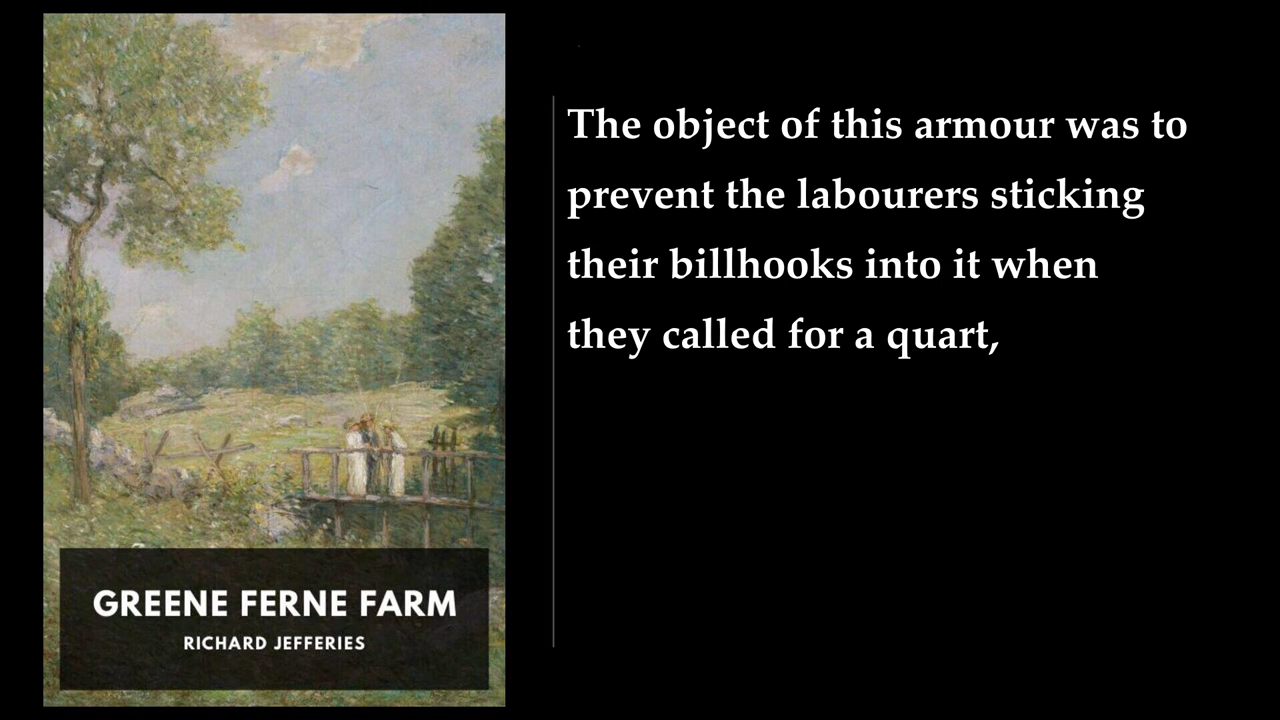 The object of this armour was to
prevent the labourers sticking
their billhooks into it when
they called for a quart,
GREENE FERNE FARM
RICHARD JEFFERIES